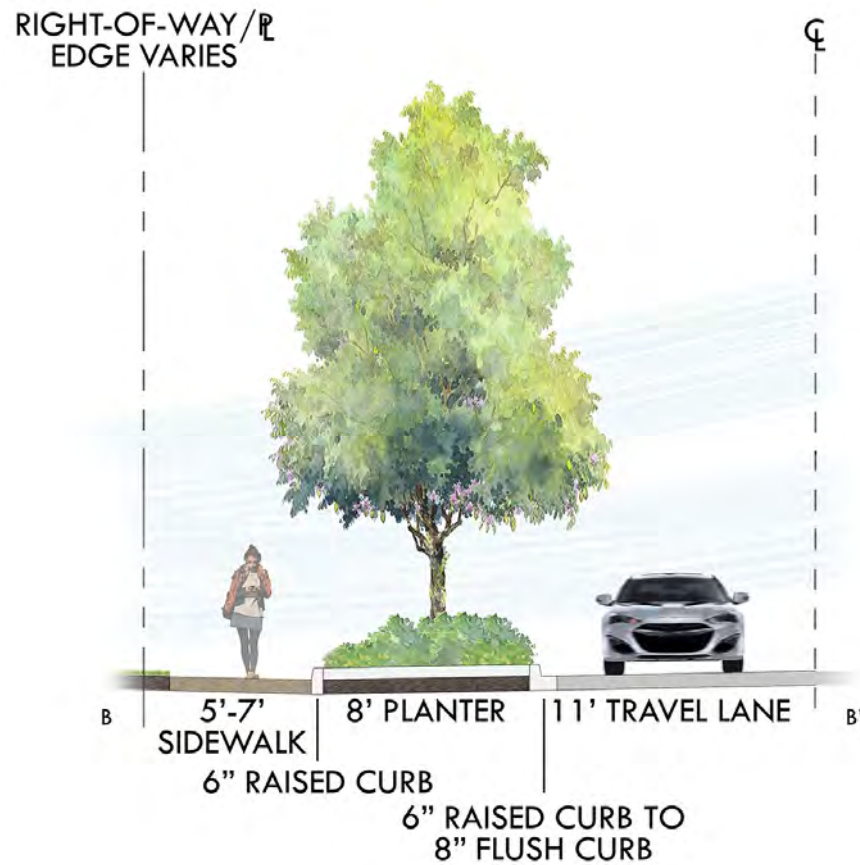 RIGHT-OF-WAY/℄
EDGE VARIES
℄
B
5'-7'
SIDEWALK
8' PLANTER
11' TRAVEL LANE
B'
6” RAISED CURB
6” RAISED CURB TO
8” FLUSH CURB